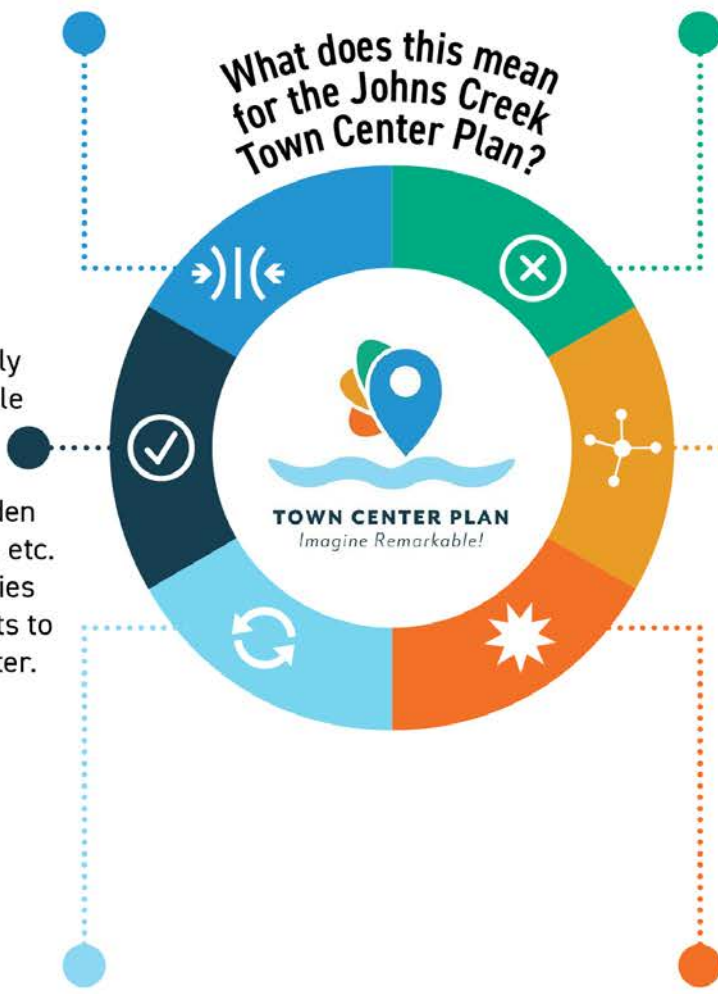 What does this mean
for the Johns Creek
Town Center Plan?
ly
le
len
etc.
ies
ts to
ter.
TOWN CENTER PLAN
Imagine Remarkable!